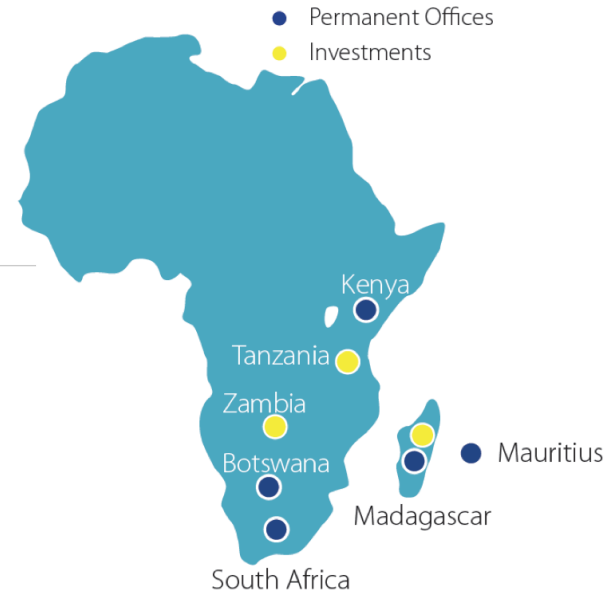 Permanent Offices
Investments
Kenya
Tanzania
Zambia
Botswana
Mauritius
Madagascar
South Africa